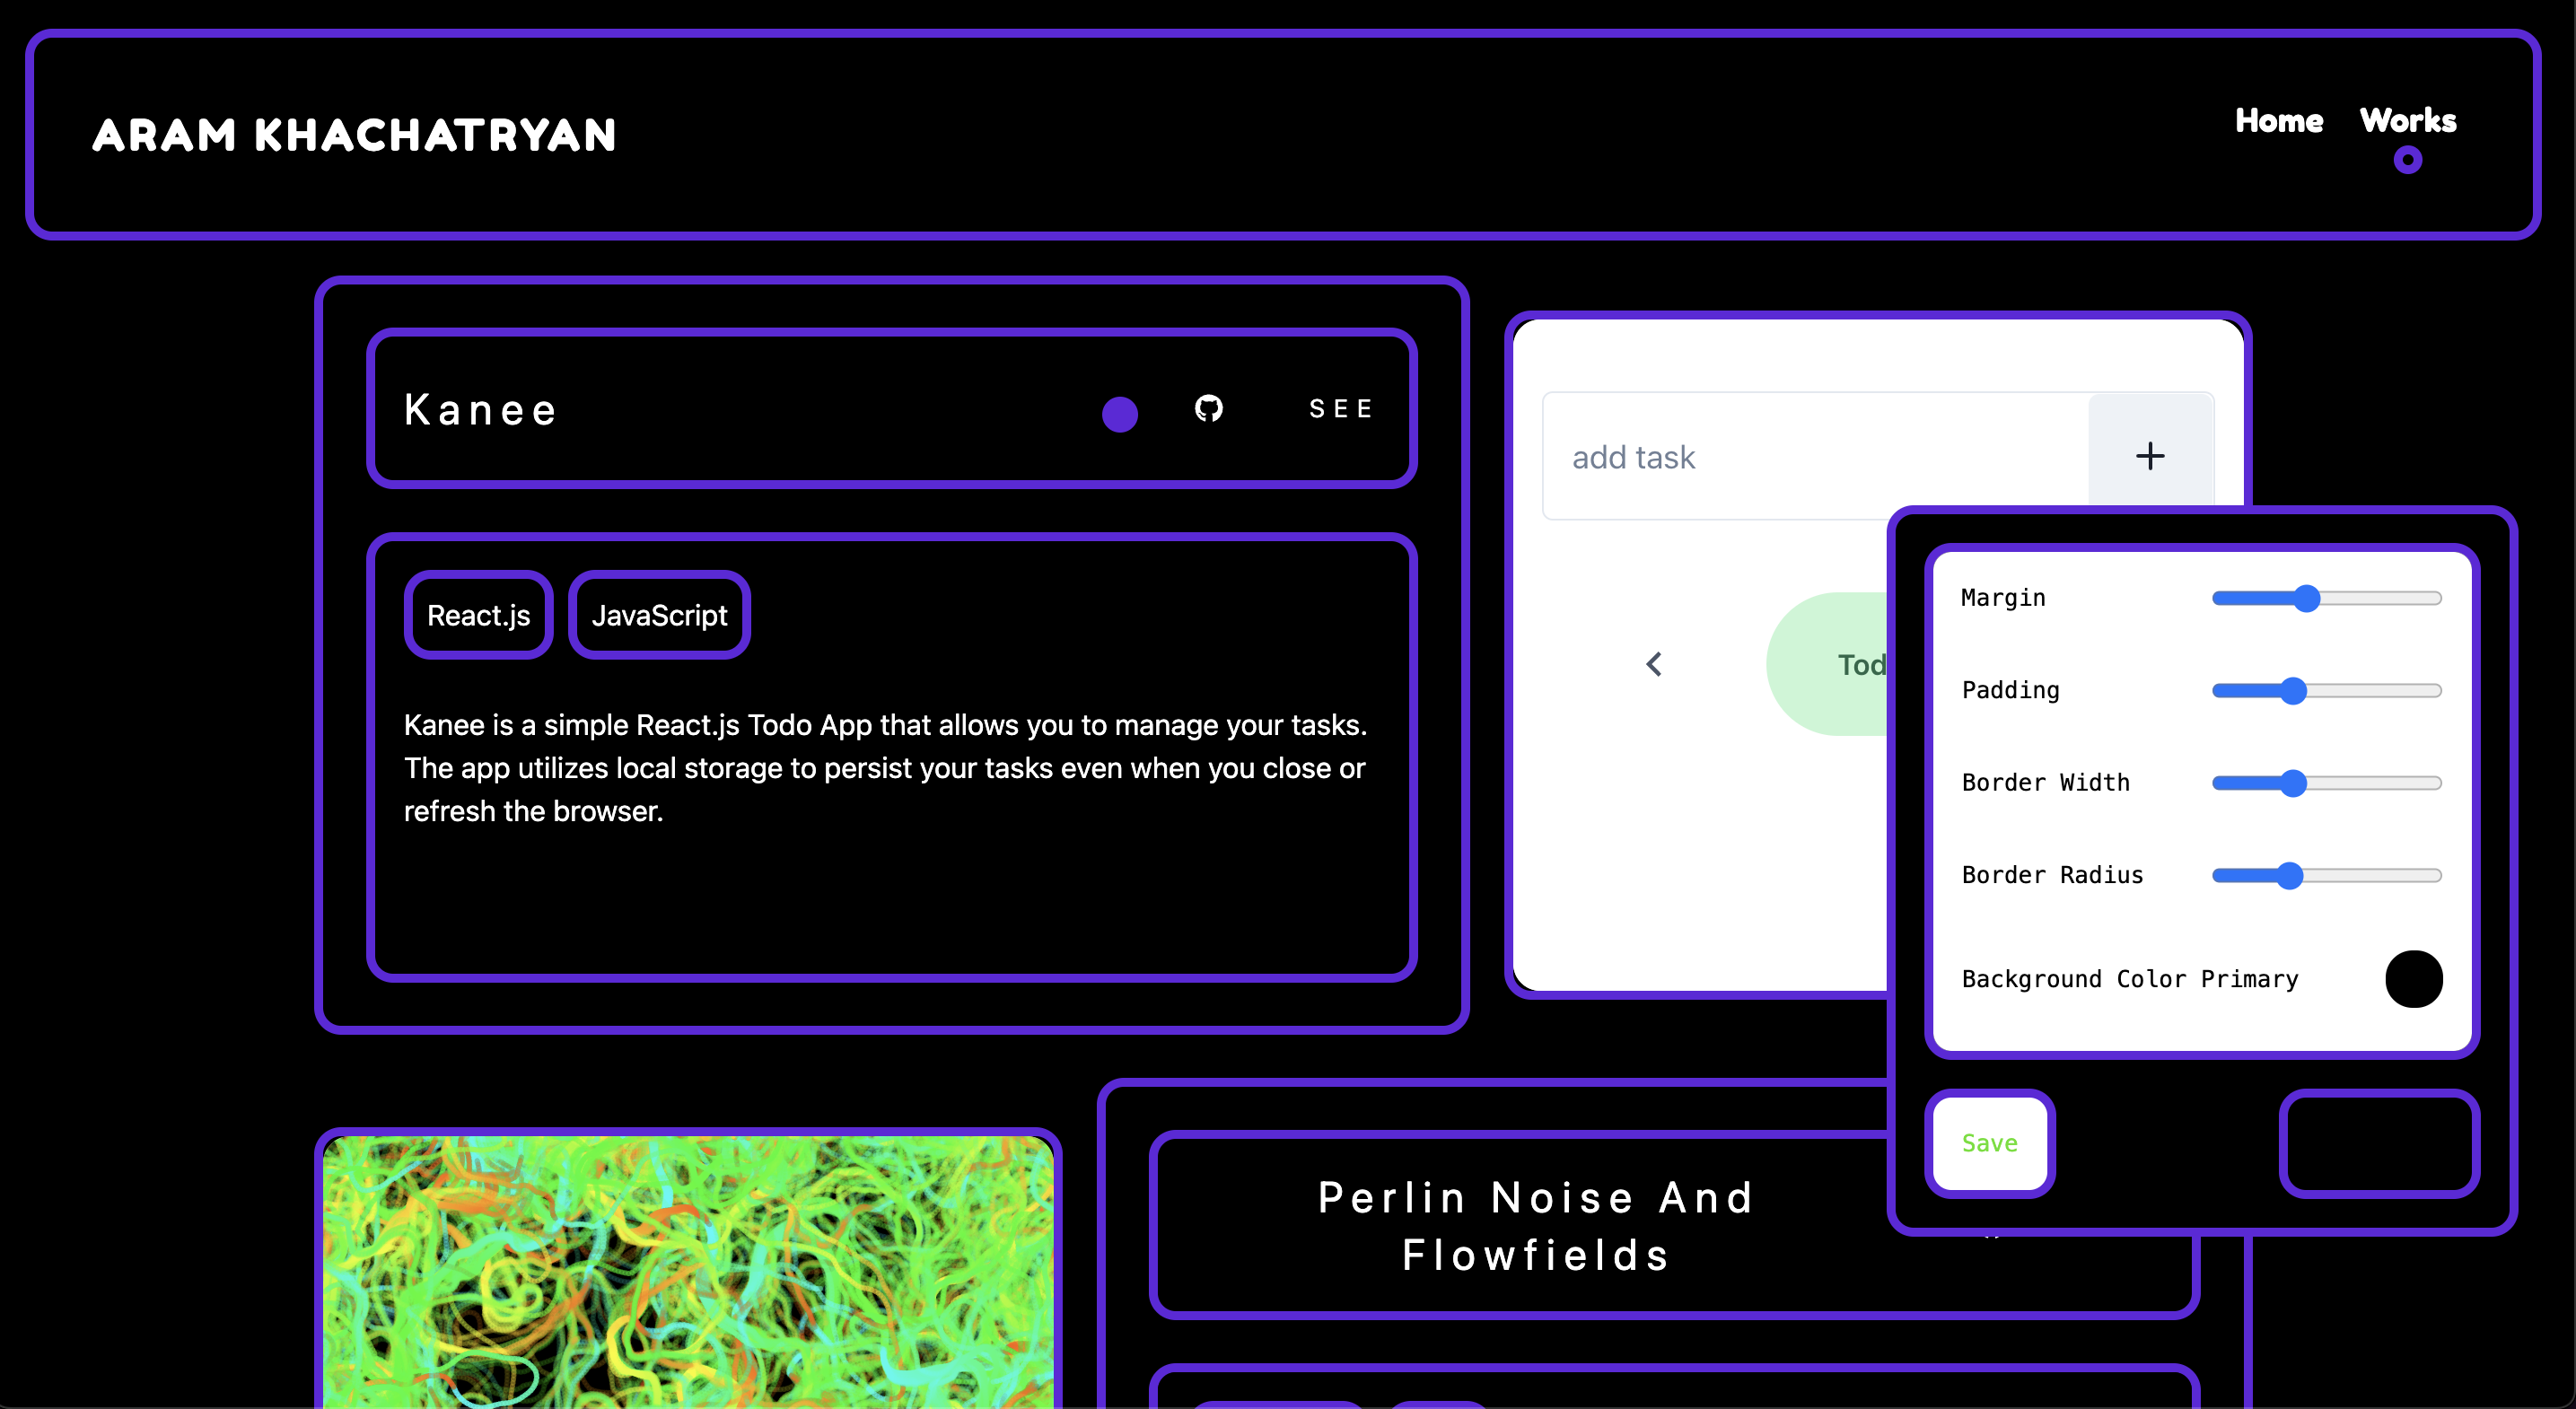 ARAM KHACHATRYAN
Home Works
Kanee
SEE
React.js JavaScript
Kanee is a simple React.js Todo App that allows you to manage your tasks.
The app utilizes local storage to persist your tasks even when you close or
refresh the browser.
add task
Tod
Margin
Padding
Border Width
Border Radius
Background Color Primary
Save
Perlin Noise And
Flowfields